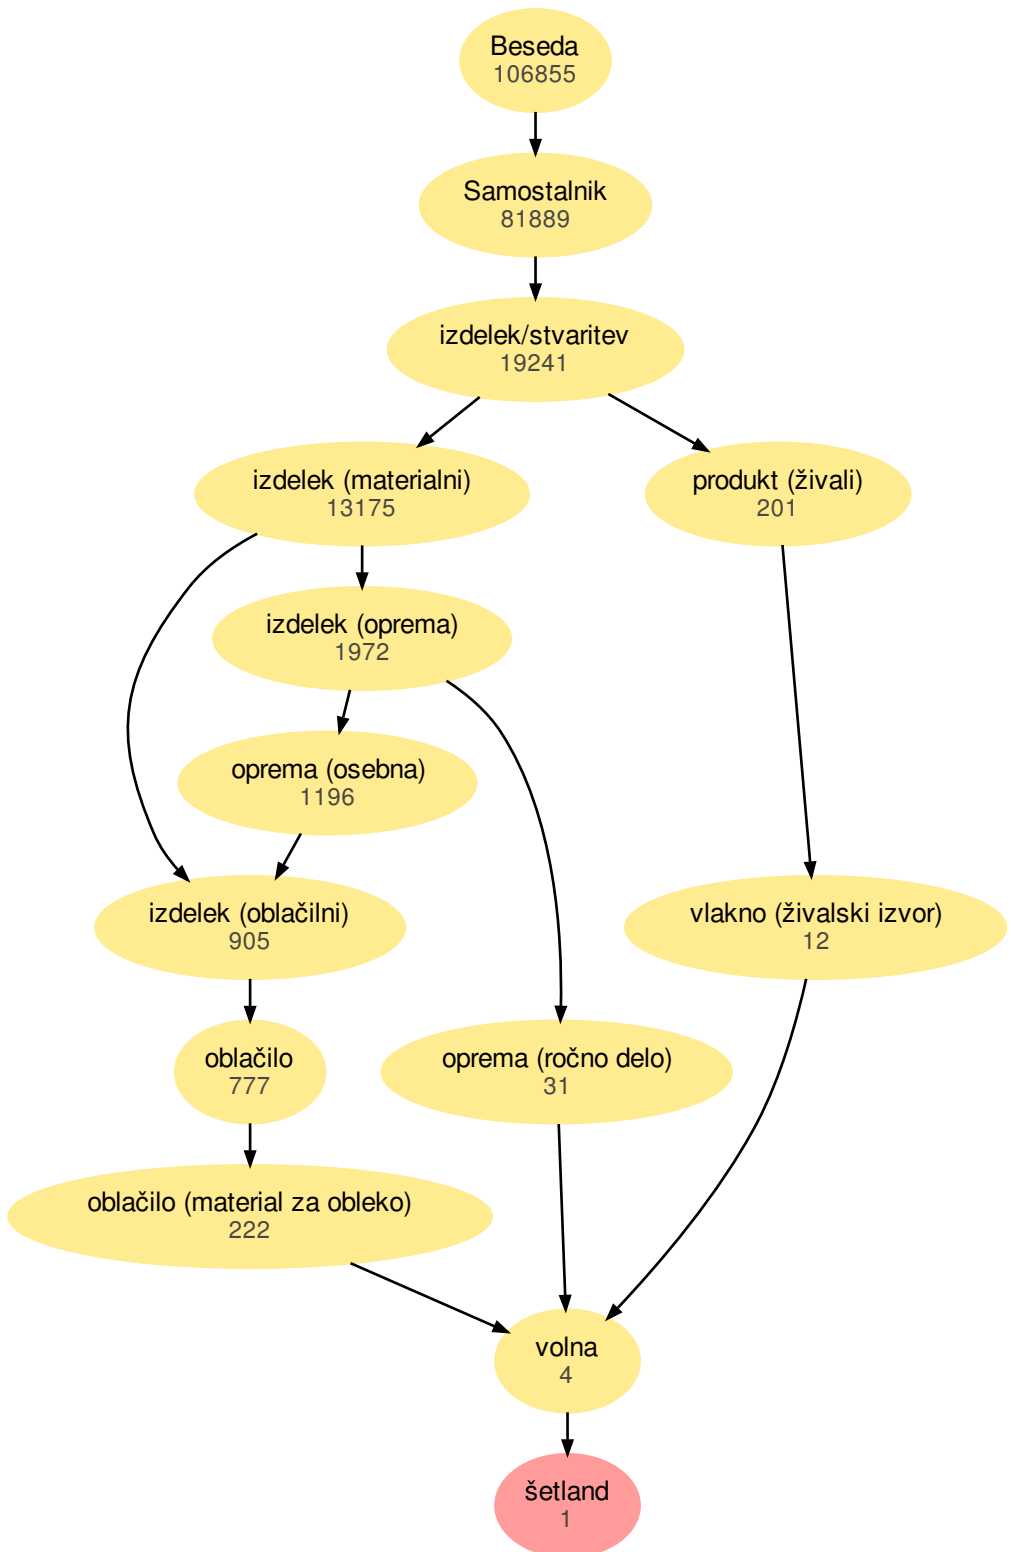 Beseda
106855
Samostalnik
81889
izdelek/stvaritev
19241
izdelek (materialni)
13175
produkt (živali)
201
izdelek (oprema)
1972
oprema (osebna)
1196
izdelek (oblačilni)
905
vlakno (živalski izvor)
12
oblačilo
777
oprema (ročno delo)
31
oblačilo (material za obleko)
222
volna
4
šetland
1